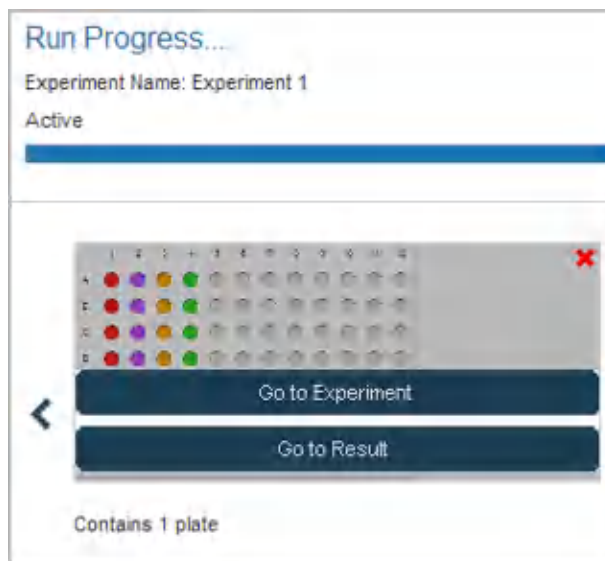 Run Progress...
Experiment Name: Experiment 1
Active
A
Go to Experiment
Go to Result
Contains 1 plate